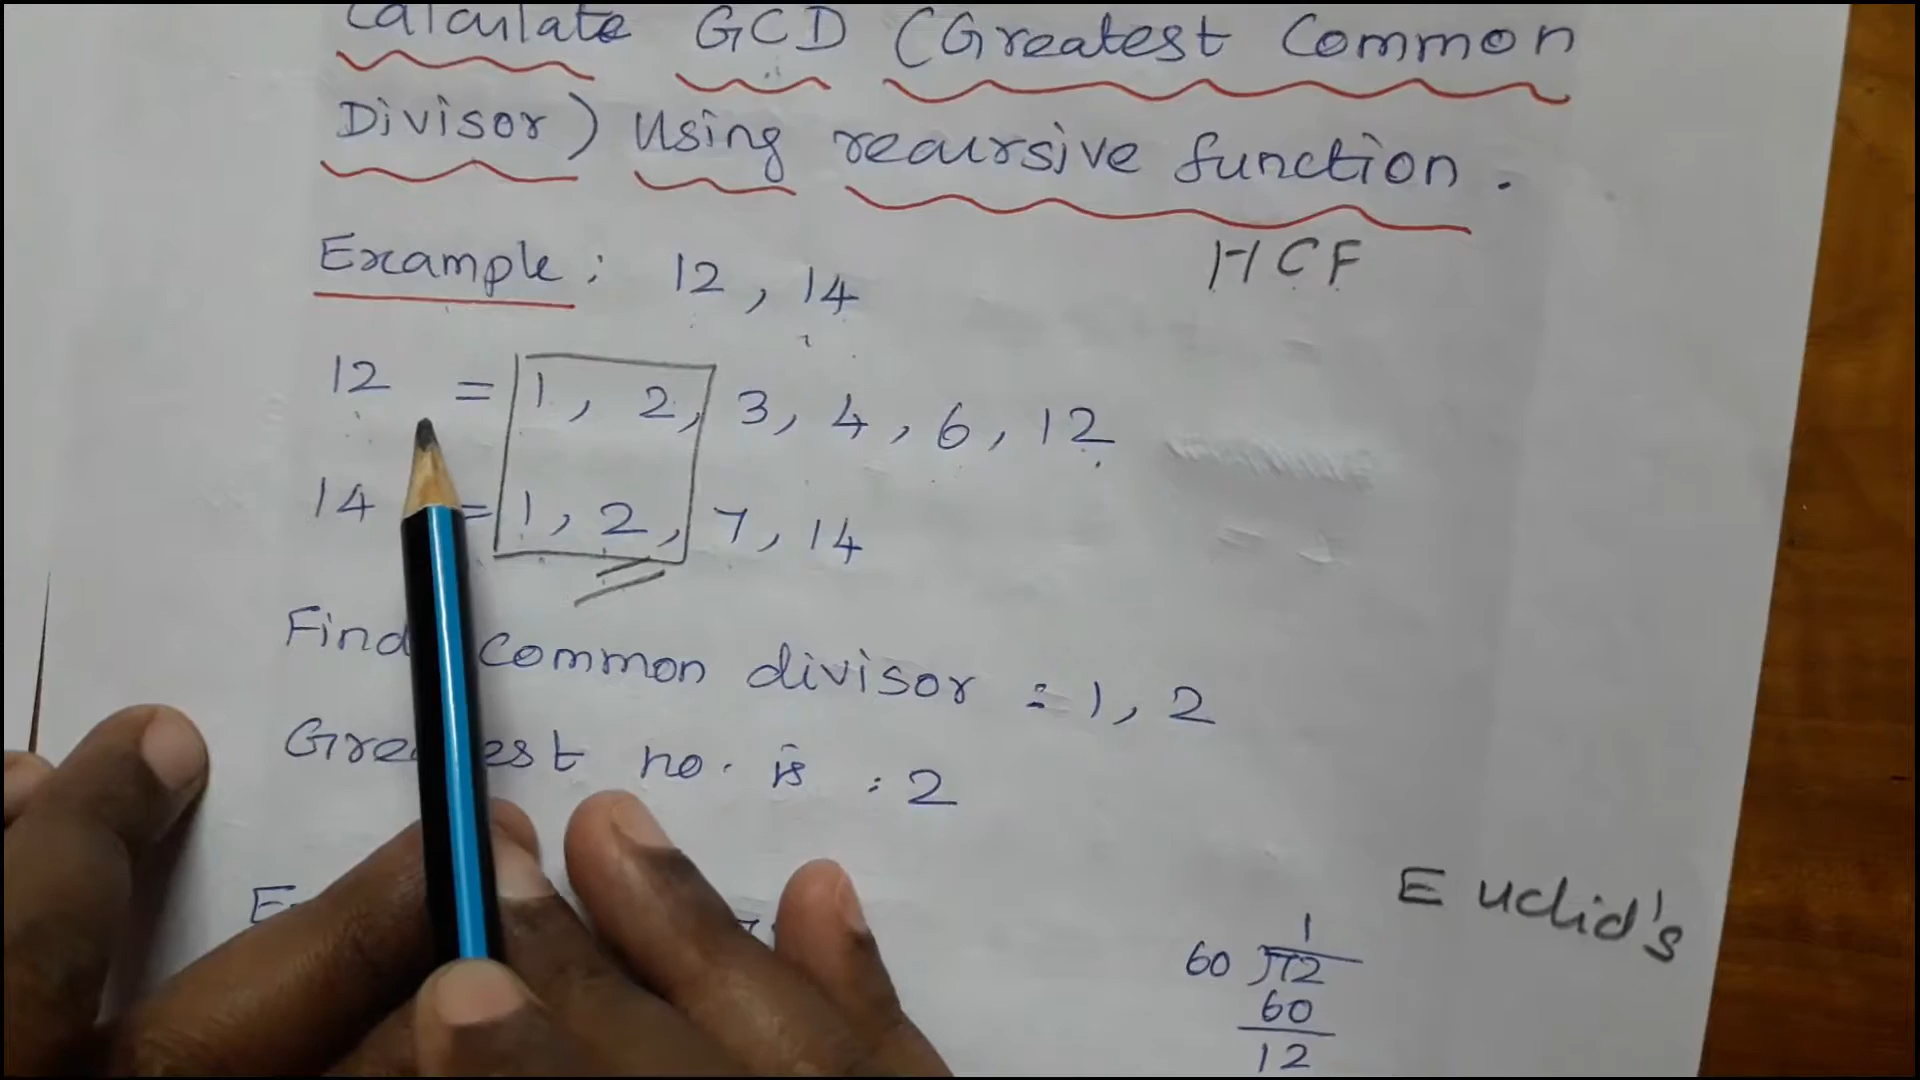 Calculate GCD (Greatest Common
Divisor) Using recursive function.
Example: 12, 14
HCF
12 = 1, 2, 3, 4, 6, 12
14 = 1, 2, 7, 14
Find common divisor : 1, 2
Greatest no. is : 2
Euclid's
1
60 72
60
12